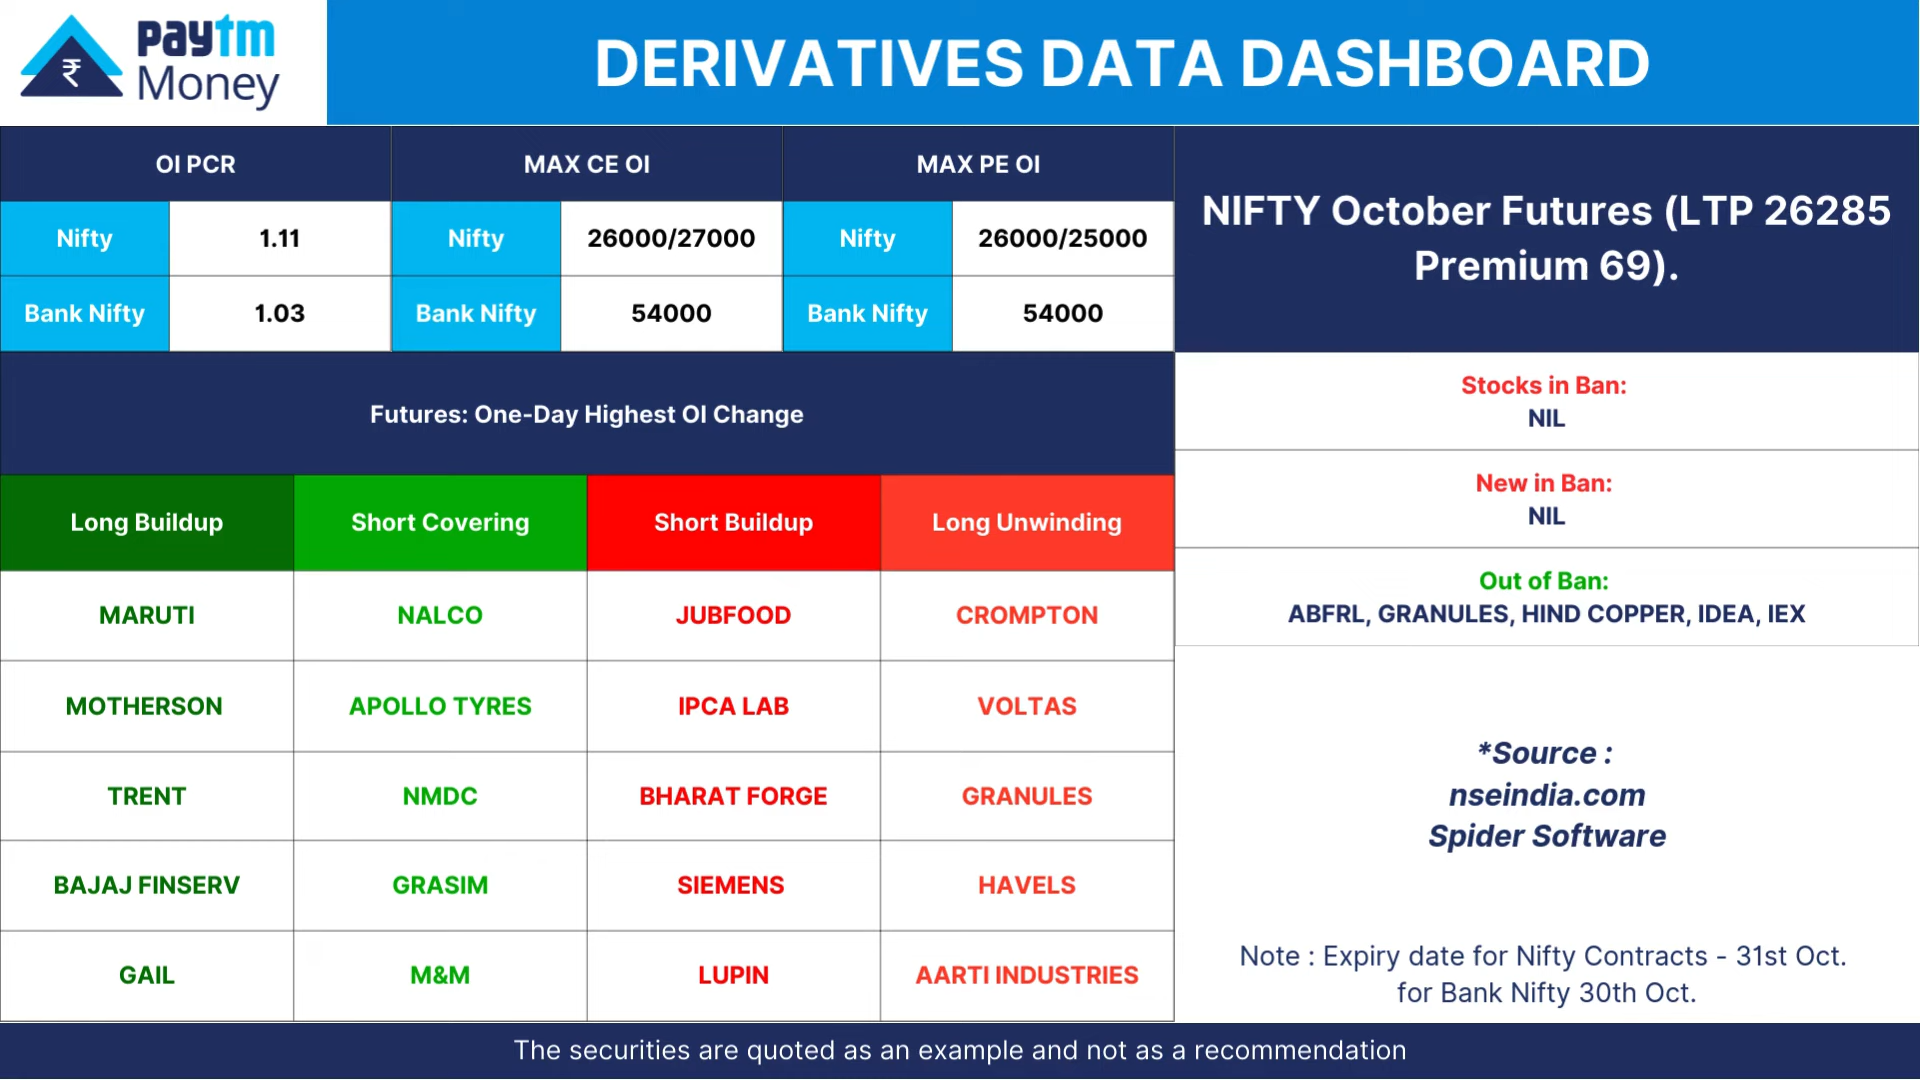 ₹ paytm Money
DERIVATIVES DATA DASHBOARD
OI PCR MAX CE OI MAX PE OI
Nifty 1.11 Nifty 26000/27000 Nifty 26000/25000
Bank Nifty 1.03 Bank Nifty 54000 Bank Nifty 54000
NIFTY October Futures (LTP 26285
Premium 69).
Futures: One-Day Highest OI Change
Long Buildup Short Covering Short Buildup Long Unwinding
MARUTI NALCO JUBFOOD CROMPTON
MOTHERSON APOLLO TYRES IPCA LAB VOLTAS
TRENT NMDC BHARAT FORGE GRANULES
BAJAJ FINSERV GRASIM SIEMENS HAVELS
GAIL M&M LUPIN AARTI INDUSTRIES
Stocks in Ban:
NIL
New in Ban:
NIL
Out of Ban:
ABFRL, GRANULES, HIND COPPER, IDEA, IEX
*Source :
nseindia.com
Spider Software
Note : Expiry date for Nifty Contracts - 31st Oct.
for Bank Nifty 30th Oct.
The securities are quoted as an example and not as a recommendation